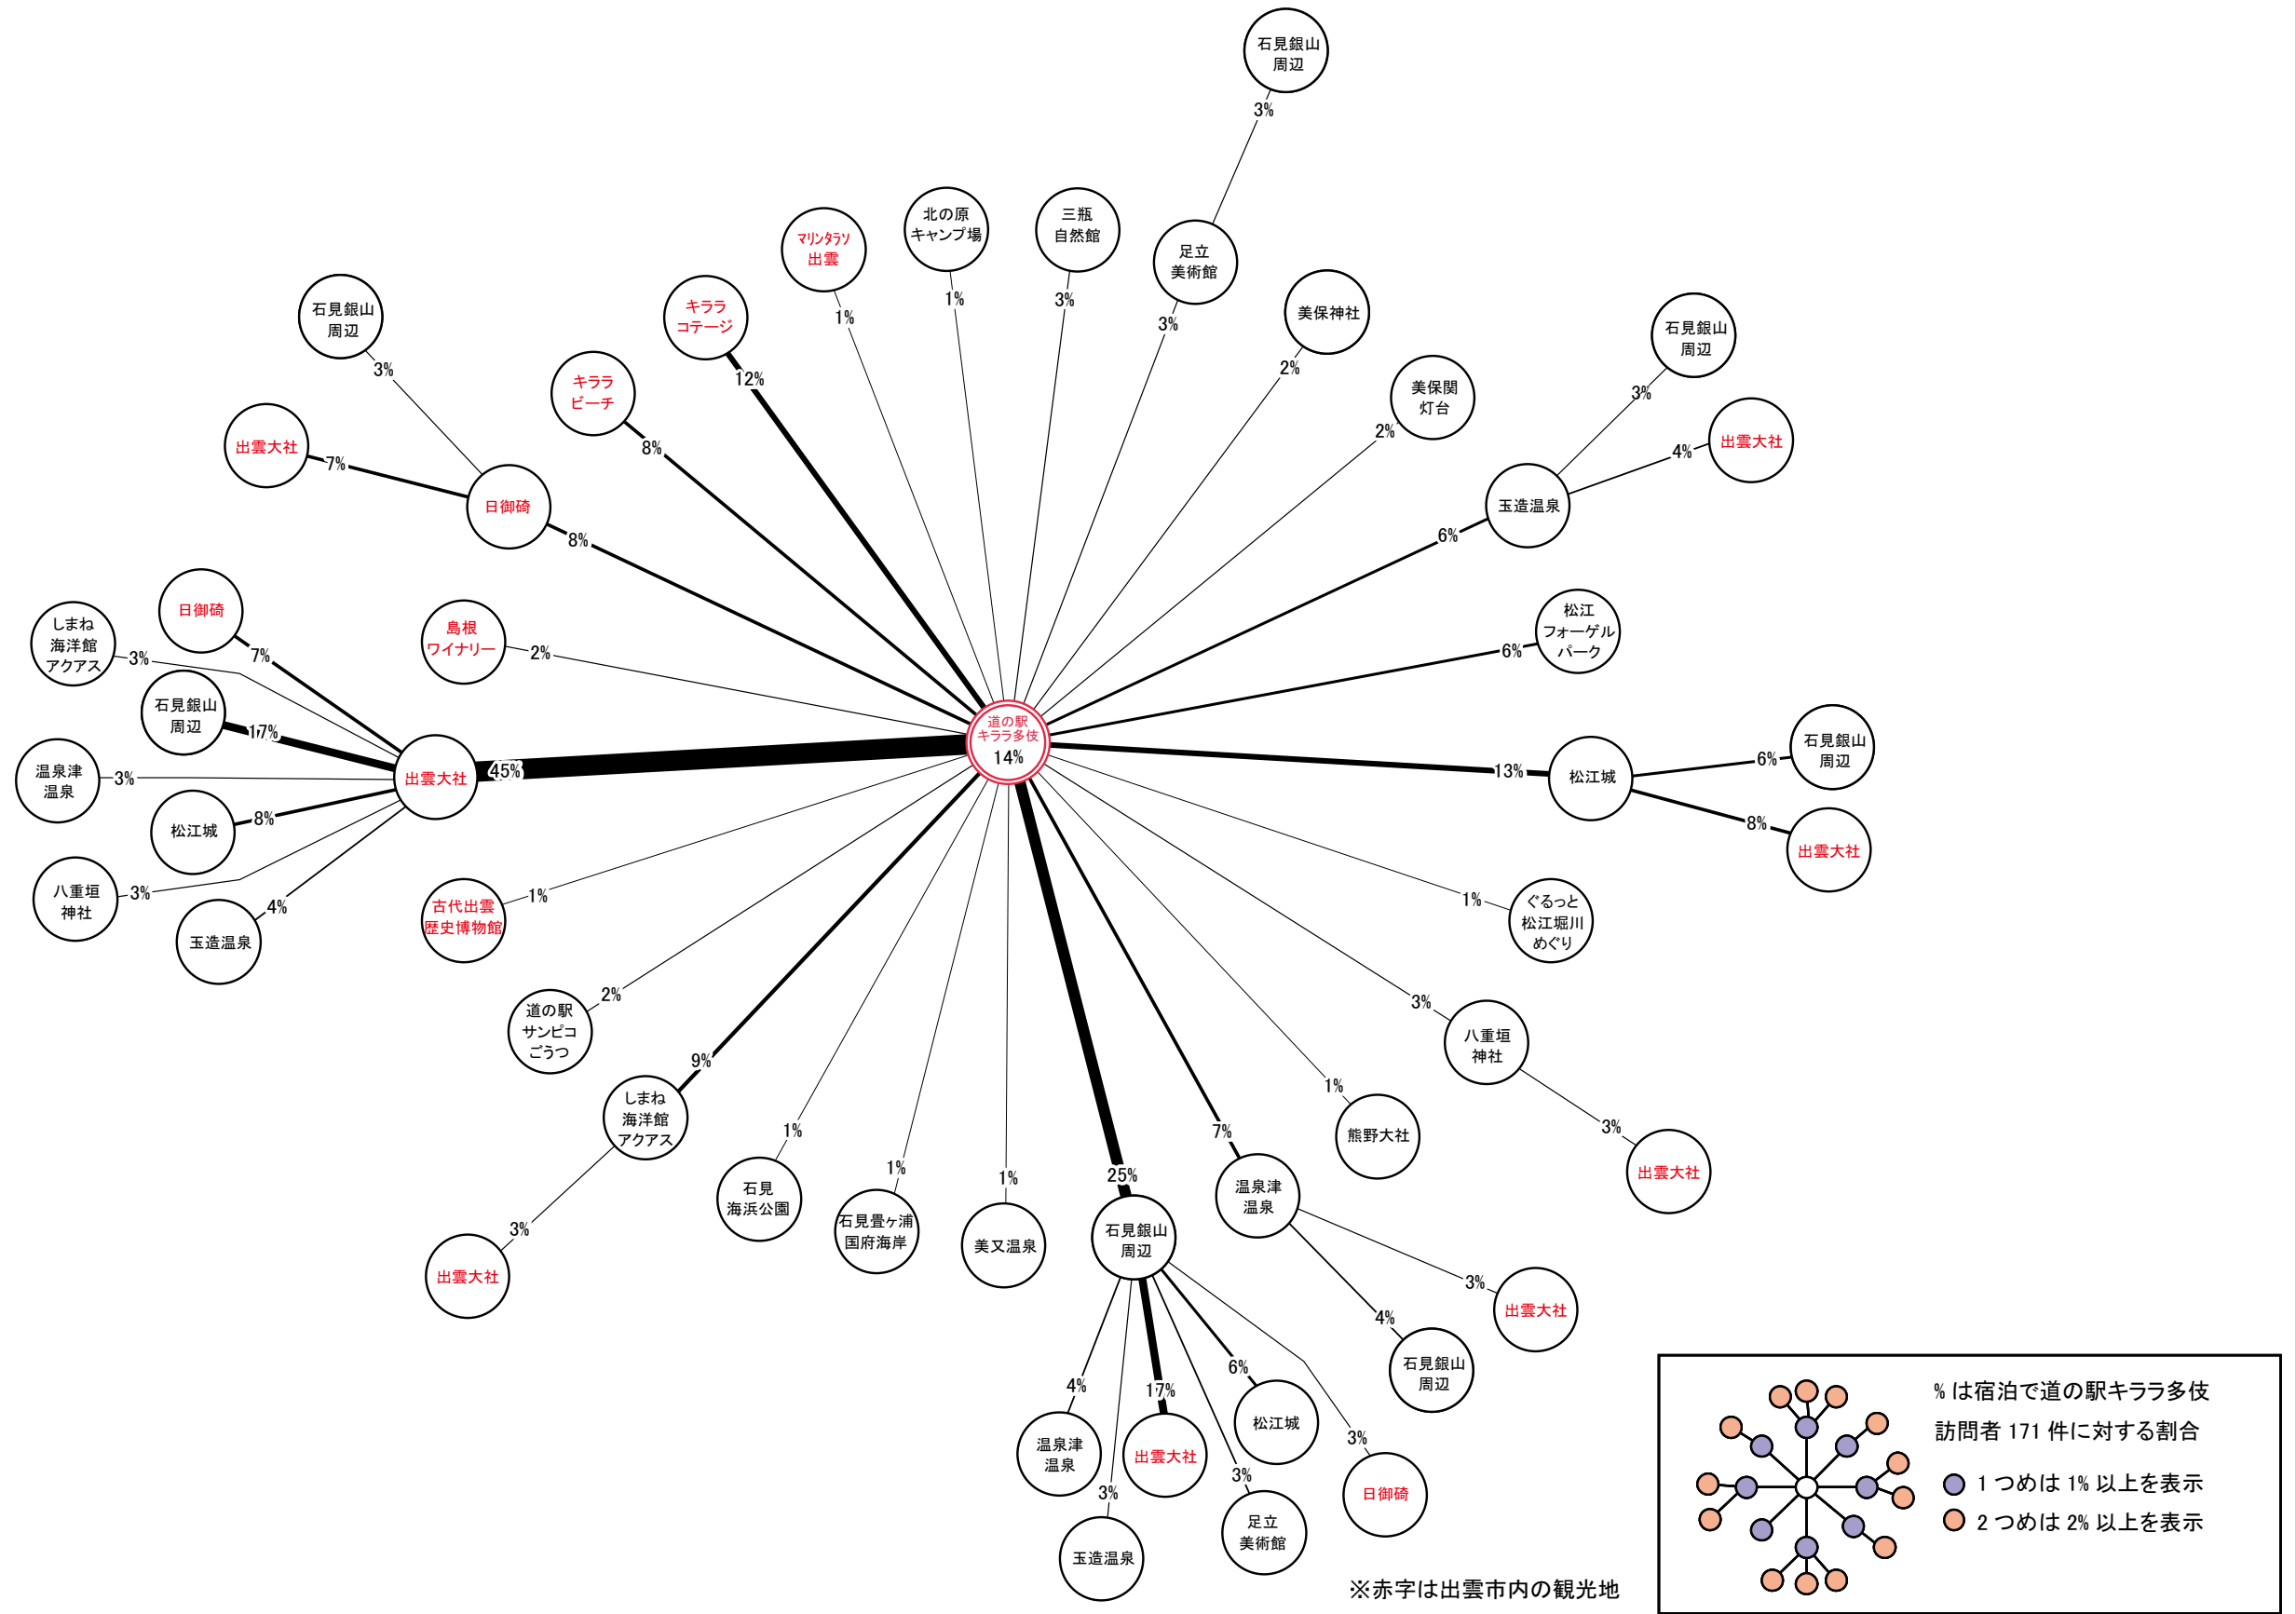 石見銀山
周辺
3%
北の原
キャンプ場
1%
三瓶
自然館
3%
足立
美術館
3%
マリンタラソ
出雲
1%
キララ
コテージ
12%
キララ
ビーチ
8%
石見銀山
周辺
3%
出雲大社
7%
日御碕
8%
美保神社
2%
美保関
灯台
2%
石見銀山
周辺
3%
出雲大社
4%
玉造温泉
6%
松江
フォーゲル
パーク
6%
島根
ワイナリー
2%
日御碕
7%
しまね
海洋館
アクアス
3%
石見銀山
周辺
17%
温泉津
温泉
3%
松江城
8%
八重垣
神社
3%
玉造温泉
4%
出雲大社
45%
道の駅
キララ多伎
14%
13%
松江城
6%
石見銀山
周辺
8%
出雲大社
古代出雲
歴史博物館
1%
道の駅
サンピコ
ごうつ
2%
しまね
海洋館
アクアス
9%
3%
出雲大社
石見
海浜公園
1%
石見畳ヶ浦
国府海岸
1%
美又温泉
1%
25%
石見銀山
周辺
4%
温泉津
温泉
3%
玉造温泉
17%
出雲大社
3%
足立
美術館
6%
松江城
3%
日御碕
7%
温泉津
温泉
4%
石見銀山
周辺
3%
出雲大社
1%
熊野大社
3%
八重垣
神社
3%
出雲大社
1%
ぐるっと
松江堀川
めぐり
%は宿泊で道の駅キララ多伎
訪問者171件に対する割合
1つめは1%以上を表示
2つめは2%以上を表示
※赤字は出雲市内の観光地